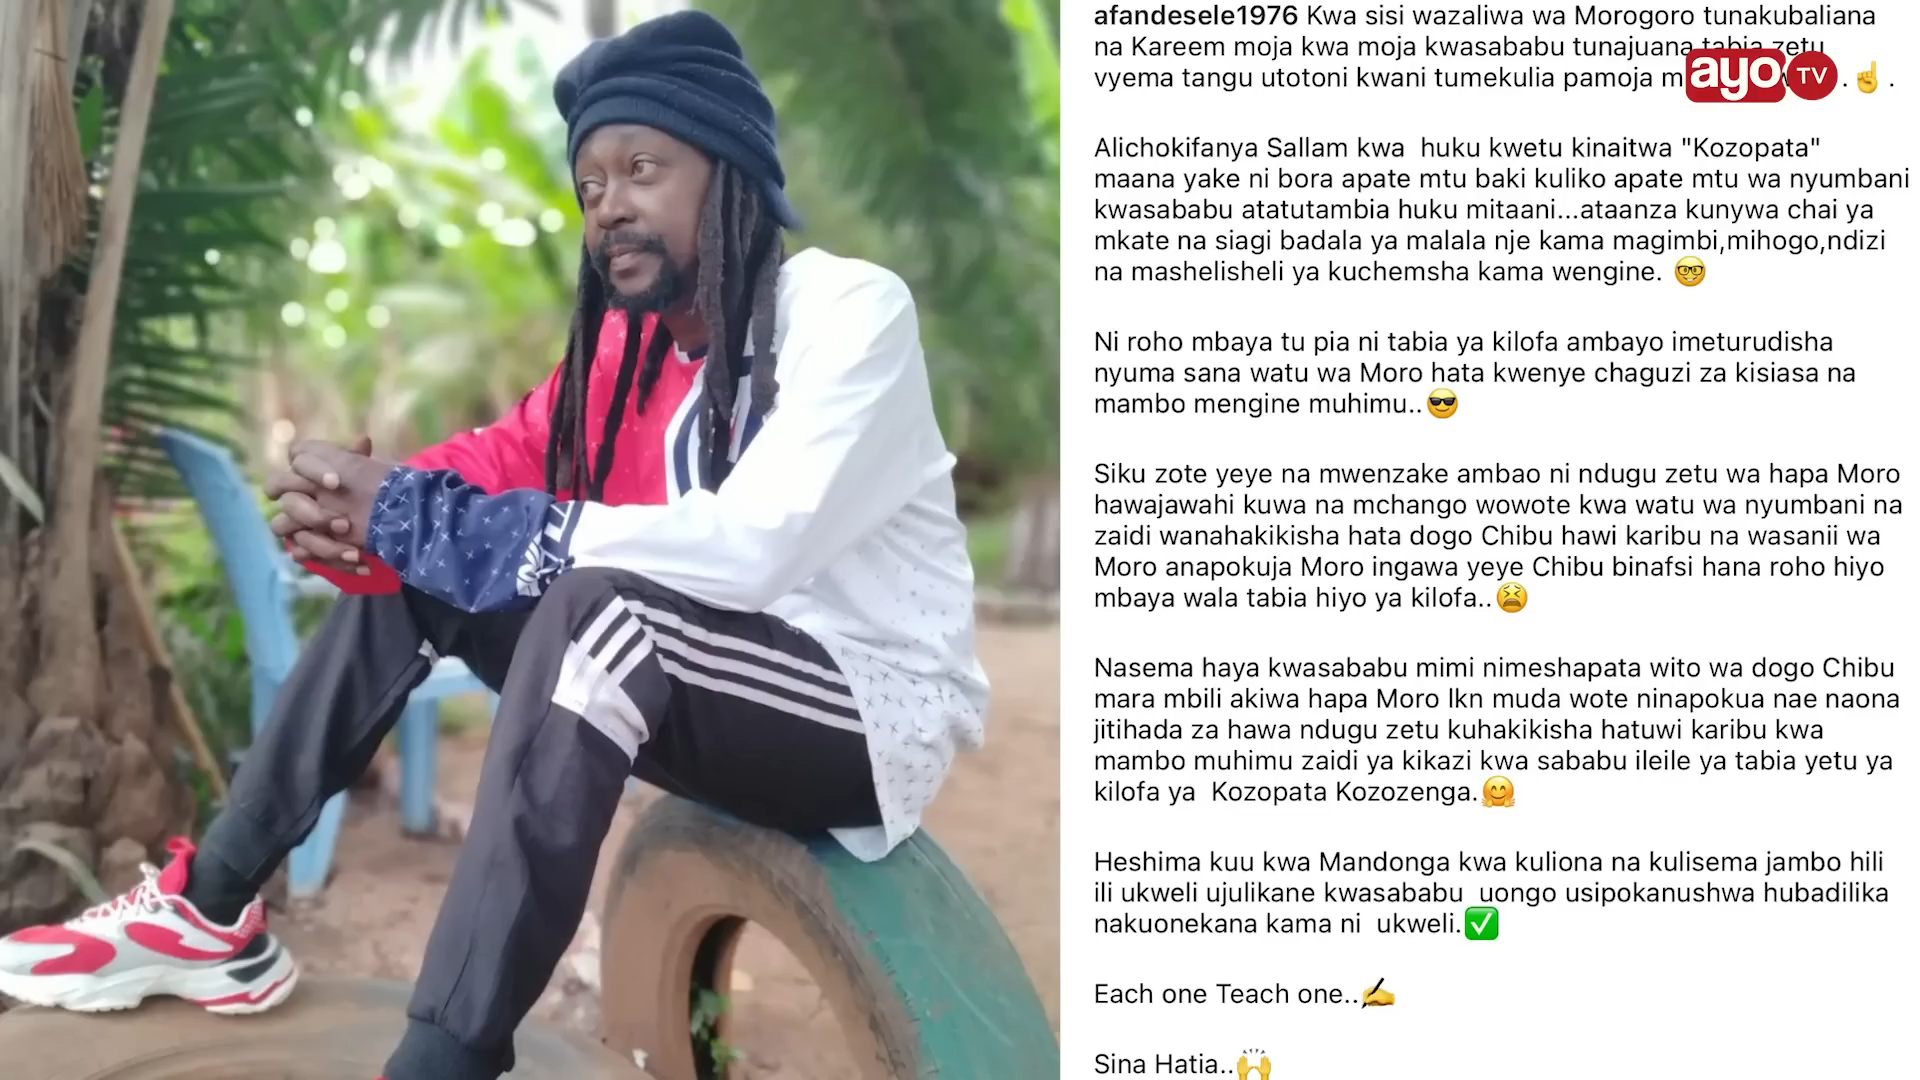 afandesele1976 Kwa sisi wazaliwa wa Morogoro tunakubaliana
na Kareem moja kwa moja kwasababu tunajuana tabia zetu
vyema tangu utotoni kwani tumekulia pamoja
ayo TV
. ☝️ .
Alichokifanya Sallam kwa huku kwetu kinaitwa "Kozopata"
maana yake ni bora apate mtu baki kuliko apate mtu wa nyumbani
kwasababu atatutambia huku mitaani...ataanza kunywa chai ya
mkate na siagi badala ya malala nje kama magimbi,mihogo,ndizi
na mashelisheli ya kuchemsha kama wengine. 🤓
Ni roho mbaya tu pia ni tabia ya kilofa ambayo imeturudisha
nyuma sana watu wa Moro hata kwenye chaguzi za kisiasa na
mambo mengine muhimu..😎
Siku zote yeye na mwenzake ambao ni ndugu zetu wa hapa Moro
hawajawahi kuwa na mchango wowote kwa watu wa nyumbani na
zaidi wanahakikisha hata dogo Chibu hawi karibu na wasanii wa
Moro anapokuja Moro ingawa yeye Chibu binafsi hana roho hiyo
mbaya wala tabia hiyo ya kilofa..😫
Nasema haya kwasababu mimi nimeshapata wito wa dogo Chibu
mara mbili akiwa hapa Moro lkn muda wote ninapokua nae naona
jitihada za hawa ndugu zetu kuhakikisha hatuwi karibu kwa
mambo muhimu zaidi ya kikazi kwa sababu ileile ya tabia yetu ya
kilofa ya Kozopata Kozozenga.🤗
Heshima kuu kwa Mandonga kwa kuliona na kulisema jambo hili
ili ukweli ujulikane kwasababu uongo usipokanushwa hubadilika
nakuonekana kama ni ukweli.✅
Each one Teach one..✍️
Sina Hatia..🙌